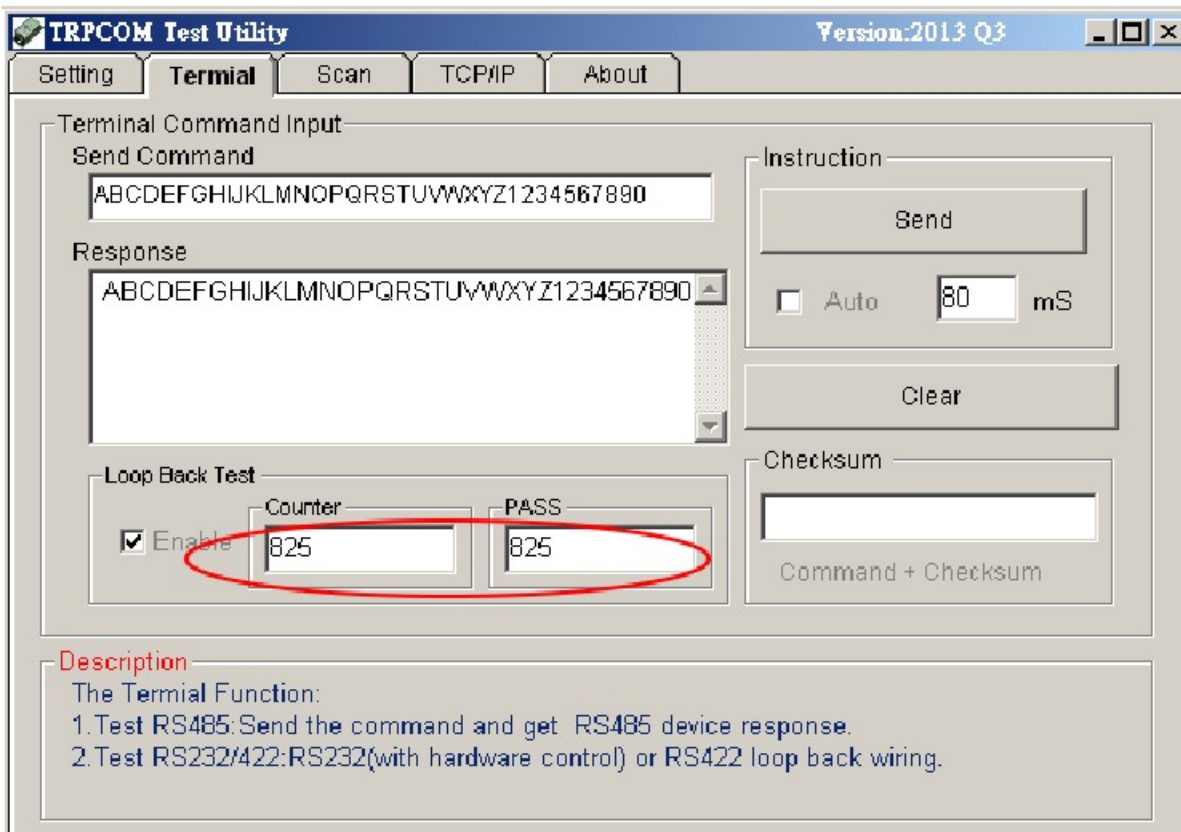 TRPCOM Test Utility Version:2013 Q3
Setting Termial Scan TCP/IP About
Terminal Command Input
Send Command
ABCDEFGHIJKLMNOPQRSTUVWXYZ1234567890
Instruction
Send
Response
ABCDEFGHIJKLMNOPQRSTUVWXYZ1234567890
Auto 80 mS
Clear
Loop Back Test
Counter PASS
Enable 825 825
Checksum
Command + Checksum
Description
The Termial Function:
1.Test RS485:Send the command and get RS485 device response.
2.Test RS232/422:RS232(with hardware control) or RS422 loop back wiring.